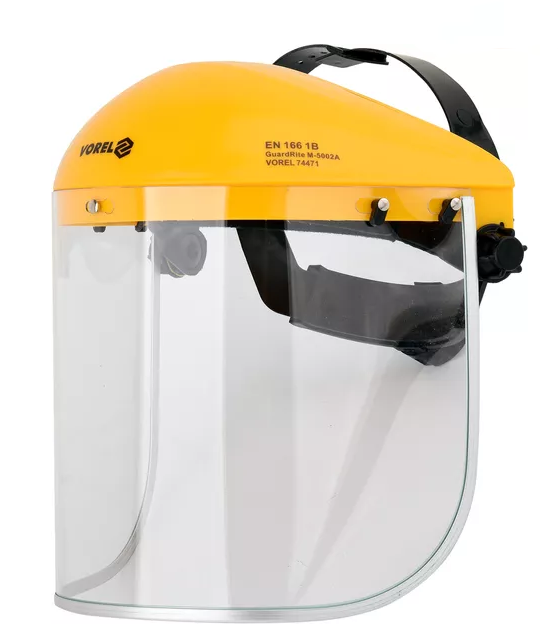 VOREL
EN 166 1B
GuardRite M-5002A
VOREL 74471